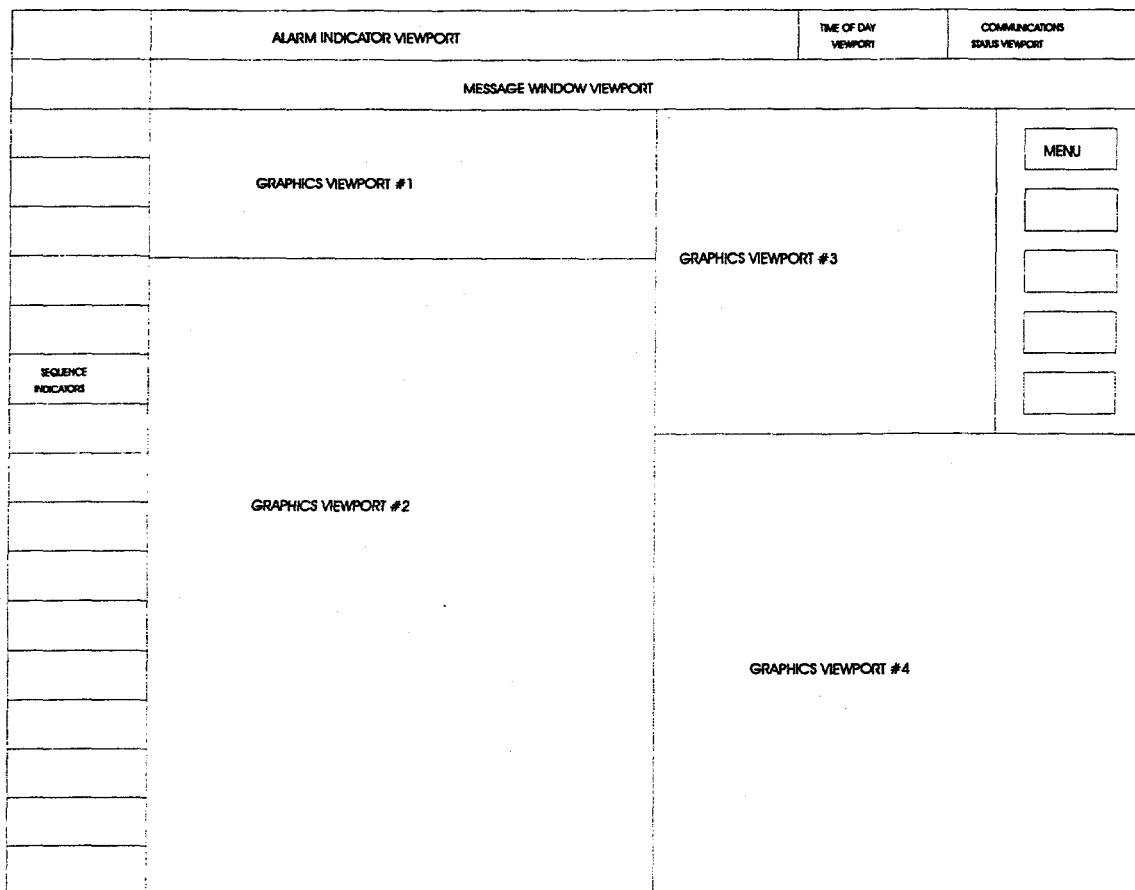 ALARM INDICATOR VIEWPORT
TIME OF DAY
VIEWPORT
COMMUNICATIONS
STATUS VIEWPORT
MESSAGE WINDOW VIEWPORT
GRAPHICS VIEWPORT #1
MENU
GRAPHICS VIEWPORT #3
SEQUENCE
INDICATORS
GRAPHICS VIEWPORT #2
GRAPHICS VIEWPORT #4